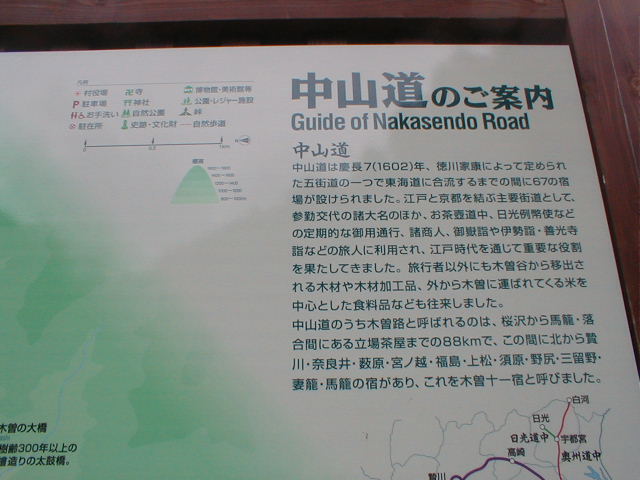 凡例
村役場 卍寺 博物館・美術館等
P駐車場 神社 公園・レジャー施設
お手洗い 自然公園 峠
駐在所 史跡・文化財 自然歩道
0 0.5 1km
標高
中山道のご案内
Guide of Nakasendo Road
中山道
中山道は慶長7(1602)年、徳川家康によって定められ
た五街道の一つで東海道に合流するまでの間に67の宿
場が設けられました。江戸と京都を結ぶ主要街道として、
参勤交代の諸大名のほか、お茶壺道中、日光例幣使など
の定期的な御用通行、諸商人、御嶽詣や伊勢詣・善光寺
詣などの旅人に利用され、江戸時代を通じて重要な役割
を果たしてきました。旅行者以外にも木曽谷から移出さ
れる木材や木材加工品、外から木曽に運ばれてくる米を
中心とした食料品なども往来しました。
中山道のうち木曽路と呼ばれるのは、桜沢から馬籠・落
合間にある立場茶屋までの88kmで、この間に北から贄
川・奈良井・薮原・宮ノ越・福島・上松・須原・野尻・三留野・
妻籠・馬籠の宿があり、これを木曽十一宿と呼びました。
木曽の大橋
樹齢300年以上の
造りの太鼓橋。
白河
日光
日光道中
宇都宮
高崎
奥州道中
贄川